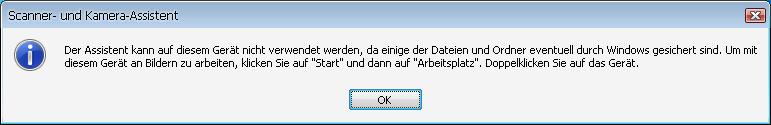 Scanner- und Kamera-Assistent
Der Assistent kann auf diesem Gerät nicht verwendet werden, da einige der Dateien und Ordner eventuell durch Windows gesichert sind. Um mit
diesem Gerät an Bildern zu arbeiten, klicken Sie auf "Start" und dann auf "Arbeitsplatz". Doppelklicken Sie auf das Gerät.
OK